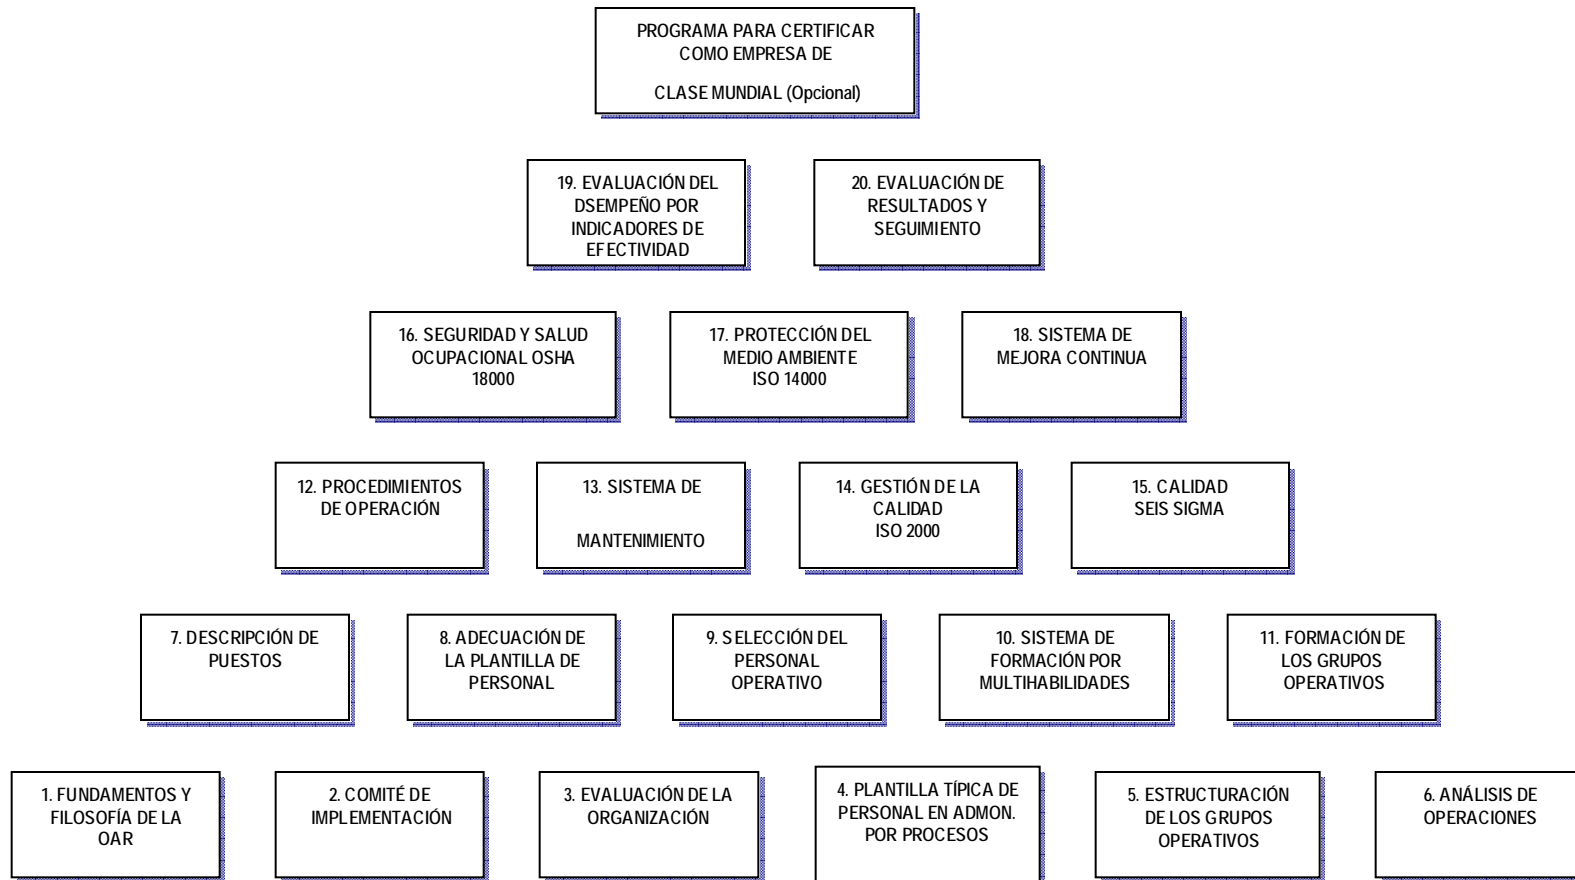 PROGRAMA PARA CERTIFICAR
COMO EMPRESA DE
CLASE MUNDIAL (Opcional)
19. EVALUACIÓN DEL
DSEMPEÑO POR
INDICADORES DE
EFECTIVIDAD
20. EVALUACIÓN DE
RESULTADOS Y
SEGUIMIENTO
16. SEGURIDAD Y SALUD
OCUPACIONAL OSHA
18000
17. PROTECCIÓN DEL
MEDIO AMBIENTE
ISO 14000
18. SISTEMA DE
MEJORA CONTINUA
12. PROCEDIMIENTOS
DE OPERACIÓN
13. SISTEMA DE
MANTENIMIENTO
14. GESTIÓN DE LA
CALIDAD
ISO 2000
15. CALIDAD
SEIS SIGMA
7. DESCRIPCIÓN DE
PUESTOS
8. ADECUACIÓN DE
LA PLANTILLA DE
PERSONAL
9. SELECCIÓN DEL
PERSONAL
OPERATIVO
10. SISTEMA DE
FORMACIÓN POR
MULTIHABILIDADES
11. FORMACIÓN DE
LOS GRUPOS
OPERATIVOS
1. FUNDAMENTOS Y
FILOSOFÍA DE LA
OAR
2. COMITÉ DE
IMPLEMENTACIÓN
3. EVALUACIÓN DE LA
ORGANIZACIÓN
4. PLANTILLA TÍPICA DE
PERSONAL EN ADMON.
POR PROCESOS
5. ESTRUCTURACIÓN
DE LOS GRUPOS
OPERATIVOS
6. ANÁLISIS DE
OPERACIONES